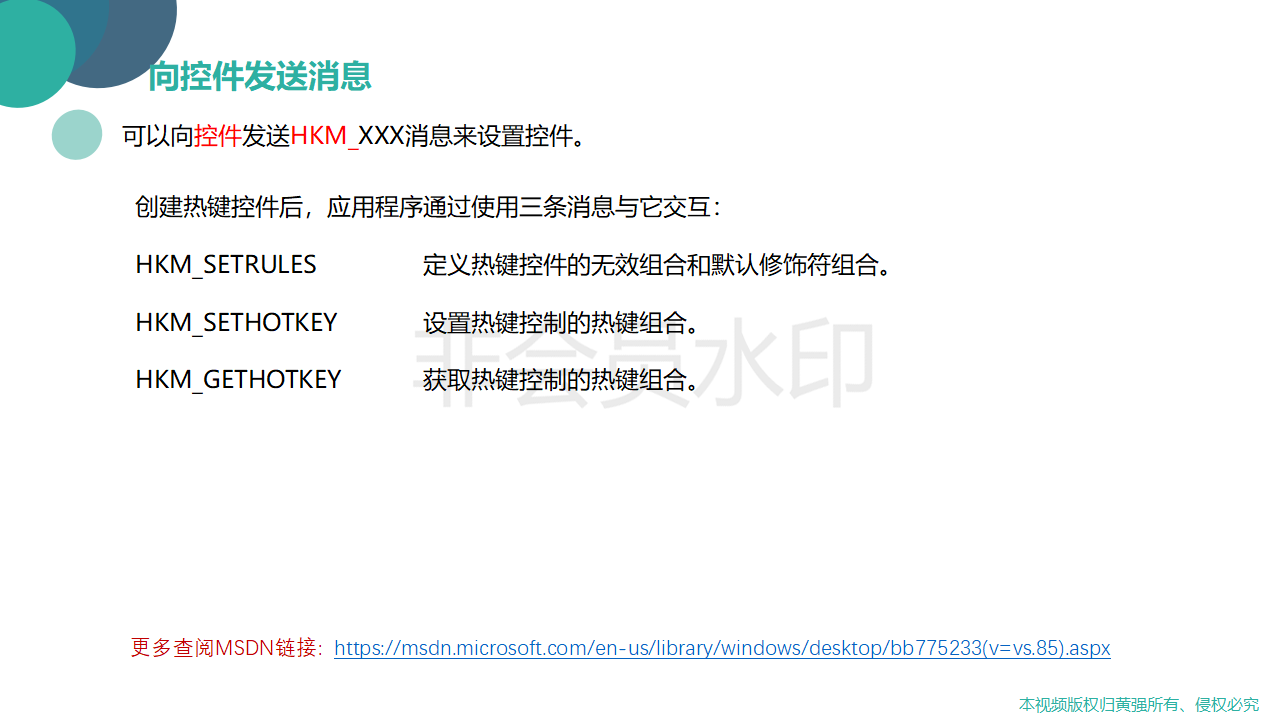 向控件发送消息
可以向控件发送HKM_XXX消息来设置控件。
创建热键控件后，应用程序通过使用三条消息与它交互：
HKM_SETRULES 定义热键控件的无效组合和默认修饰符组合。
HKM_SETHOTKEY 设置热键控制的热键组合。
HKM_GETHOTKEY 获取热键控制的热键组合。
非会员水印
更多查阅MSDN链接：https://msdn.microsoft.com/en-us/library/windows/desktop/bb775233(v=vs.85).aspx
本视频版权归黄强所有、侵权必究